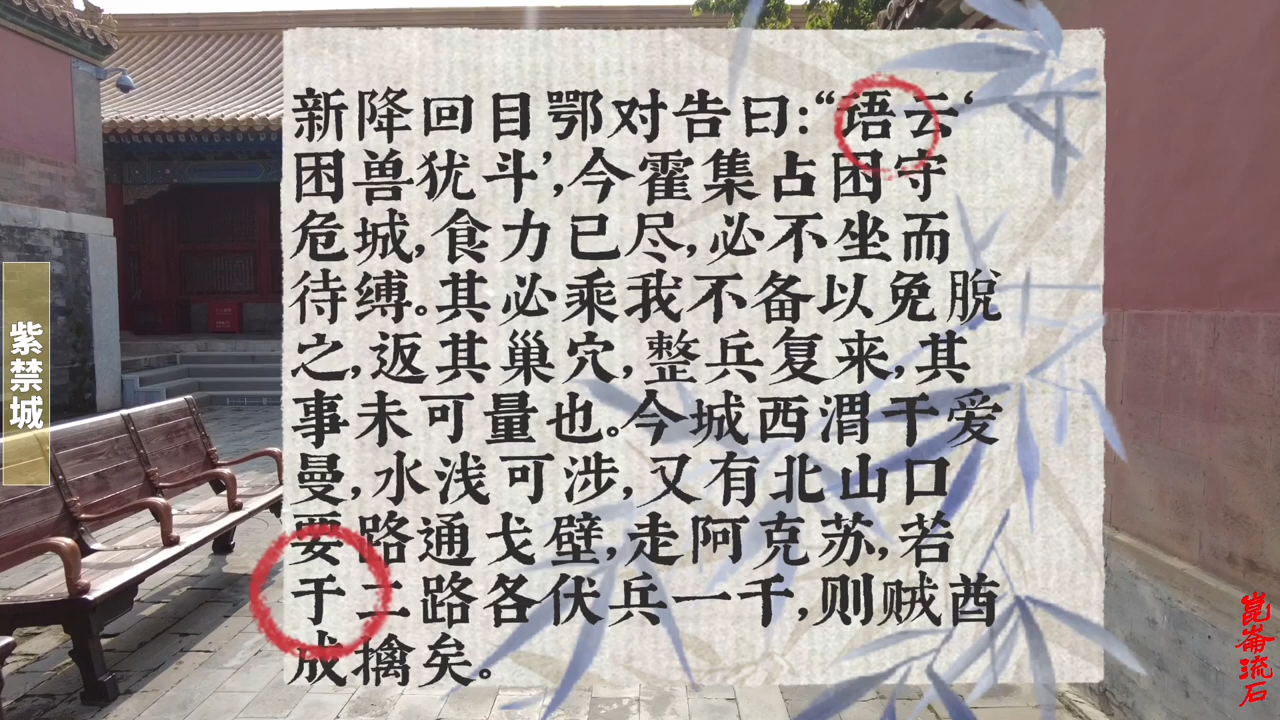 新降回目鄂对告曰：“语云‘
困兽犹斗’，今霍集占困守
危城，食力已尽，必不坐而
待缚。其必乘我不备以免脱
之，返其巢穴，整兵复来，其
事未可量也。今城西渭干爱
曼，水浅可涉，又有北山口
要路通戈壁，走阿克苏，若
于二路各伏兵一千，则贼酋
成擒矣。
紫禁城
崑崙流石